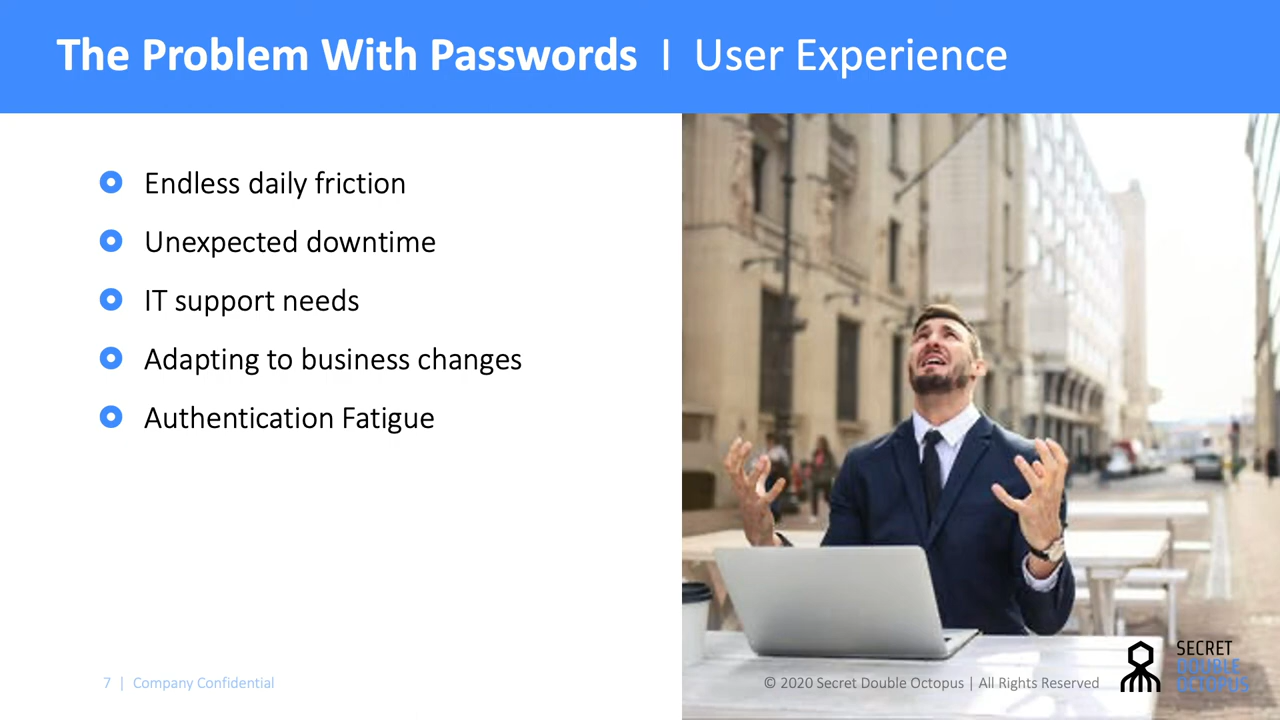 The Problem With Passwords | User Experience
Endless daily friction
Unexpected downtime
IT support needs
Adapting to business changes
Authentication Fatigue
7 | Company Confidential
© 2020 Secret Double Octopus | All Rights Reserved
SECRET
DOUBLE
OCTOPUS